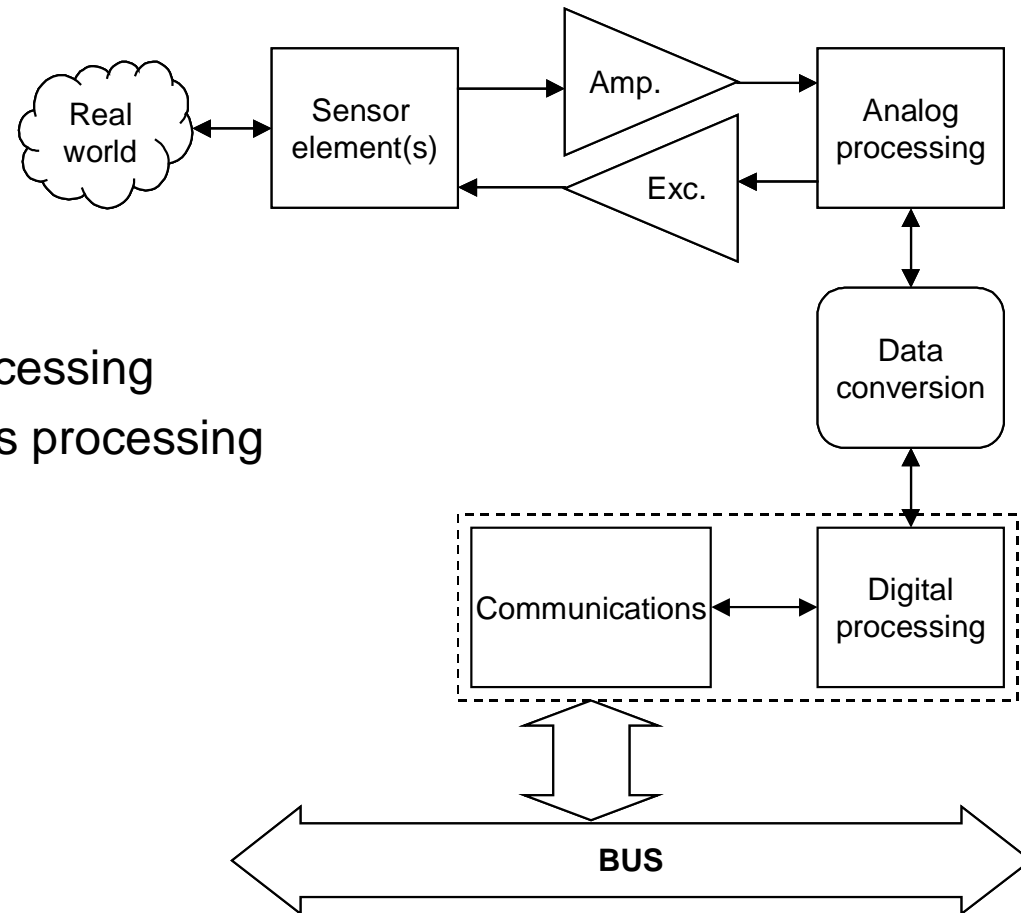 Real
world
Sensor
element(s)
Amp.
Exc.
Analog
processing
Data
conversion
cessing
s processing
Communications
Digital
processing
BUS